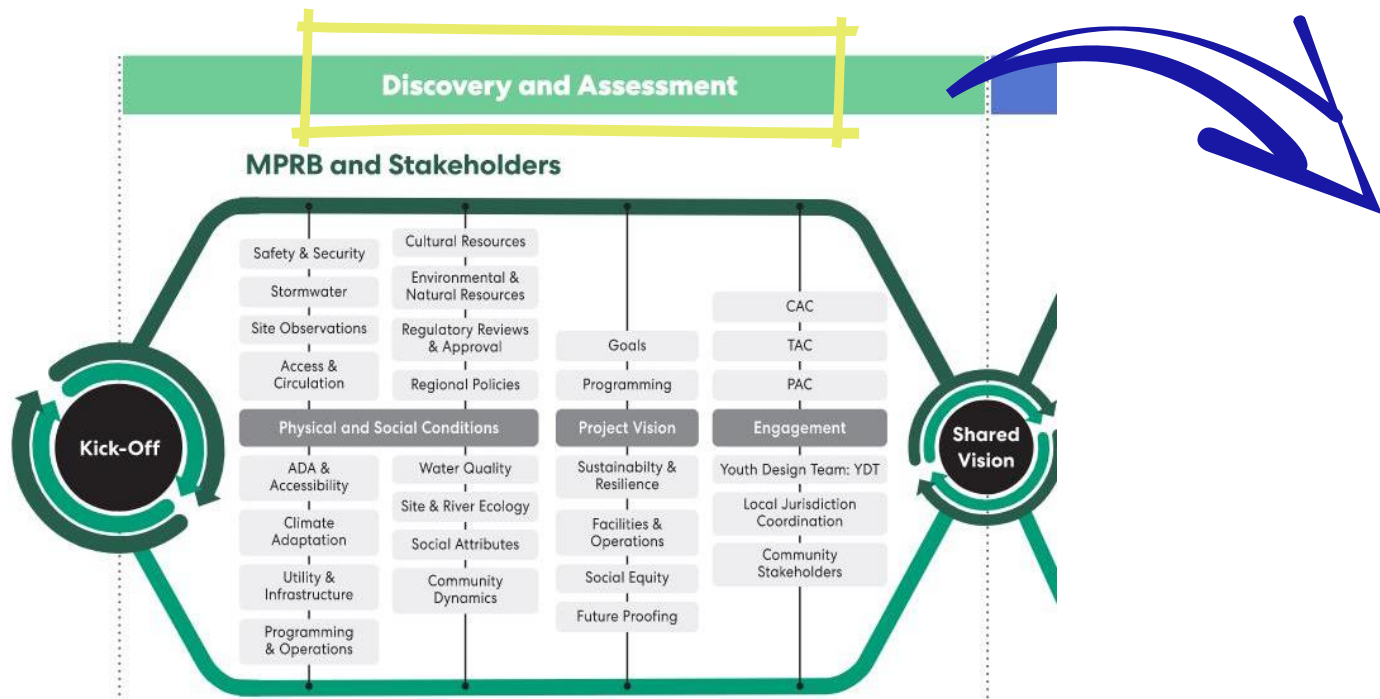 Discovery and Assessment
MPRB and Stakeholders
Safety & Security
Stormwater
Site Observations
Access &
Circulation
Cultural Resources
Environmental &
Natural Resources
Regulatory Reviews
& Approval
Regional Policies
Goals
Programming
CAC
TAC
PAC
Kick-Off
Physical and Social Conditions
Project Vision
Engagement
Shared
Vision
ADA &
Accessibility
Climate
Adaptation
Utility &
Infrastructure
Programming
& Operations
Water Quality
Site & River Ecology
Social Attributes
Community
Dynamics
Sustainabilty &
Resilience
Facilities &
Operations
Social Equity
Future Proofing
Youth Design Team: YDT
Local Jurisdiction
Coordination
Community
Stakeholders